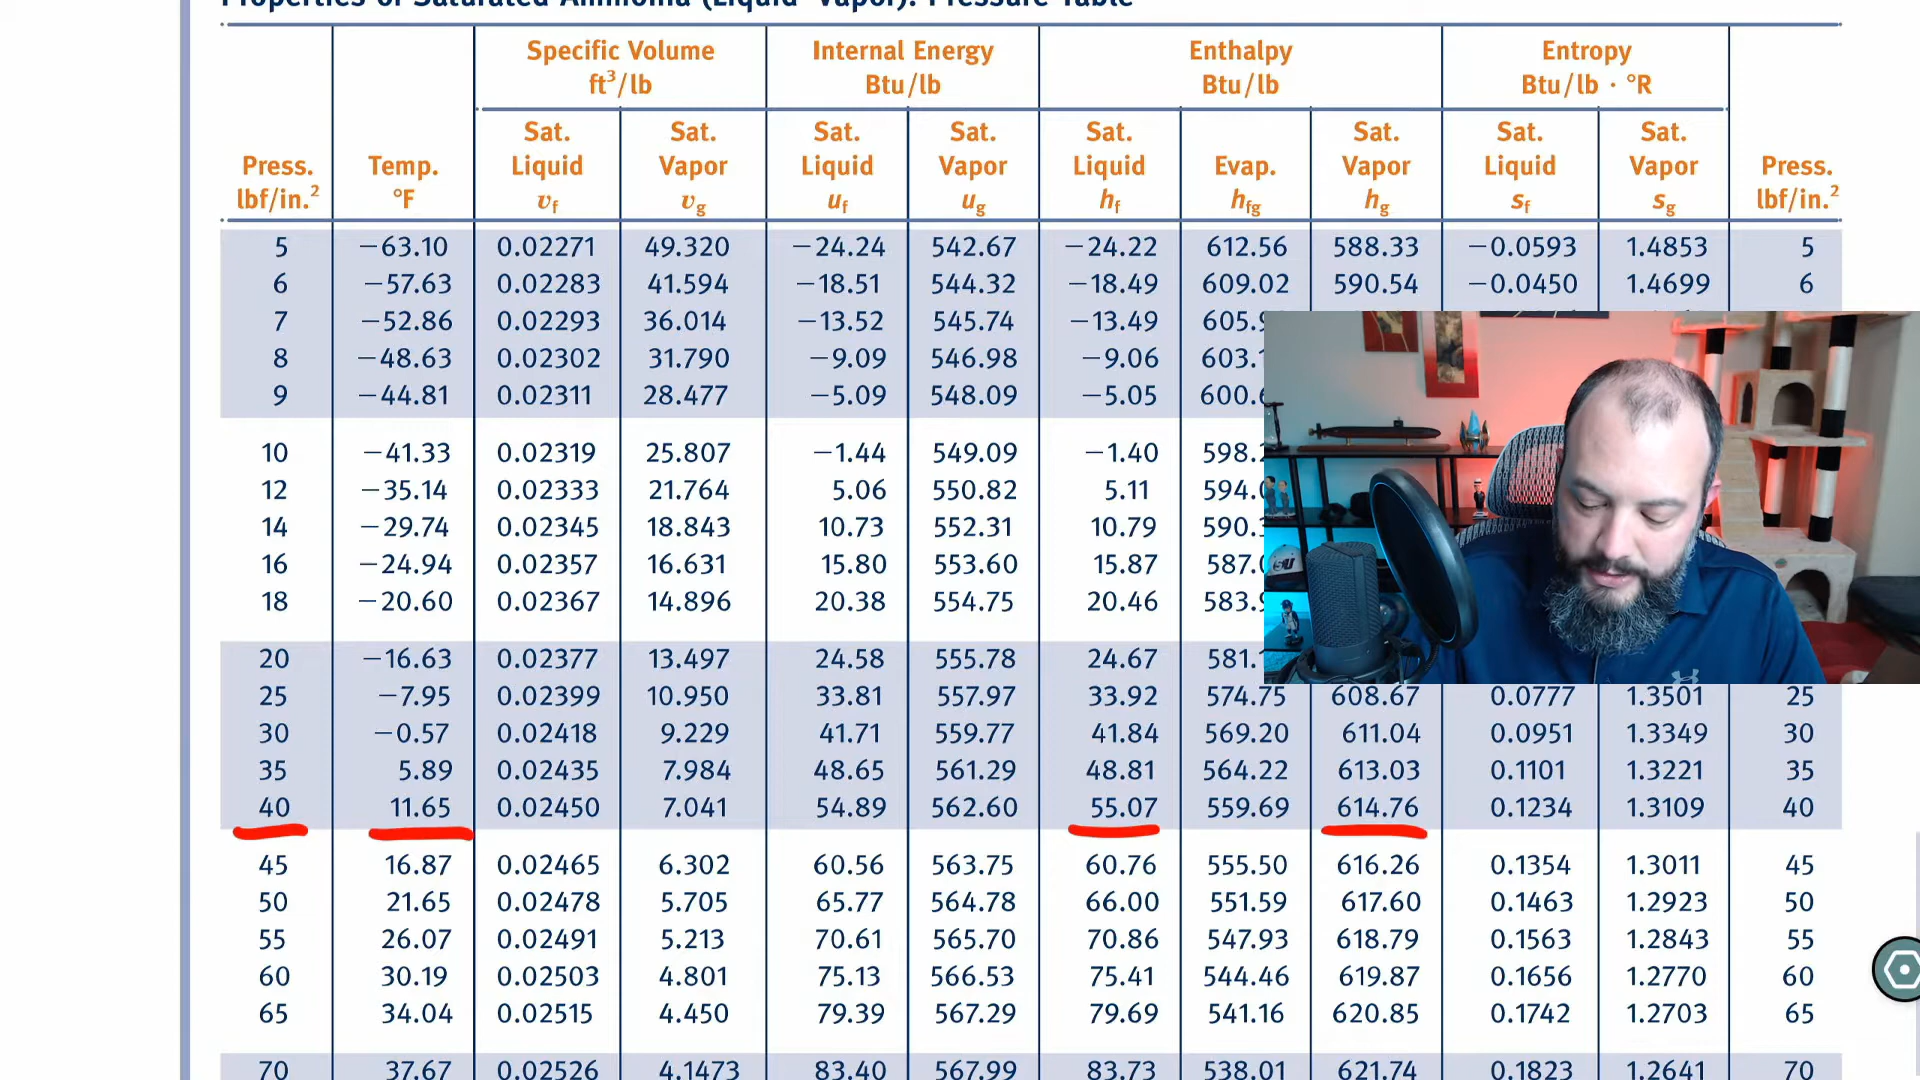 Properties of Saturated Ammonia (Liquid–Vapor): Pressure Table
Specific Volume Internal Energy Enthalpy Entropy
ft³/lb Btu/lb Btu/lb Btu/lb · °R
Sat. Sat. Sat. Sat. Sat. Sat. Sat. Sat.
Press. Temp. Liquid Vapor Liquid Vapor Liquid Evap. Vapor Liquid Vapor Press.
lbf/in.² °F vf vg uf ug hf hfg hg sf sg lbf/in.²
5 −63.10 0.02271 49.320 −24.24 542.67 −24.22 612.56 588.33 −0.0593 1.4853 5
6 −57.63 0.02283 41.594 −18.51 544.32 −18.49 609.02 590.54 −0.0450 1.4699 6
7 −52.86 0.02293 36.014 −13.52 545.74 −13.49
8 −48.63 0.02302 31.790 −9.09 546.98 −9.06
9 −44.81 0.02311 28.477 −5.09 548.09 −5.05
10 −41.33 0.02319 25.807 −1.44 549.09 −1.40
12 −35.14 0.02333 21.764 5.06 550.82 5.11
14 −29.74 0.02345 18.843 10.73 552.31 10.79
16 −24.94 0.02357 16.631 15.80 553.60 15.87
18 −20.60 0.02367 14.896 20.38 554.75 20.46
20 −16.63 0.02377 13.497 24.58 555.78 24.67
25 −7.95 0.02399 10.950 33.81 557.97 33.92 574.75 608.67 0.0777 1.3501 25
30 −0.57 0.02418 9.229 41.71 559.77 41.84 569.20 611.04 0.0951 1.3349 30
35 5.89 0.02435 7.984 48.65 561.29 48.81 564.22 613.03 0.1101 1.3221 35
40 11.65 0.02450 7.041 54.89 562.60 55.07 559.69 614.76 0.1234 1.3109 40
45 16.87 0.02465 6.302 60.56 563.75 60.76 555.50 616.26 0.1354 1.3011 45
50 21.65 0.02478 5.705 65.77 564.78 66.00 551.59 617.60 0.1463 1.2923 50
55 26.07 0.02491 5.213 70.61 565.70 70.86 547.93 618.79 0.1563 1.2843 55
60 30.19 0.02503 4.801 75.13 566.53 75.41 544.46 619.87 0.1656 1.2770 60
65 34.04 0.02515 4.450 79.39 567.29 79.69 541.16 620.85 0.1742 1.2703 65
70 37.67 0.02526 4.1473 83.40 567.99 83.73 538.01 621.74 0.1823 1.2641 70